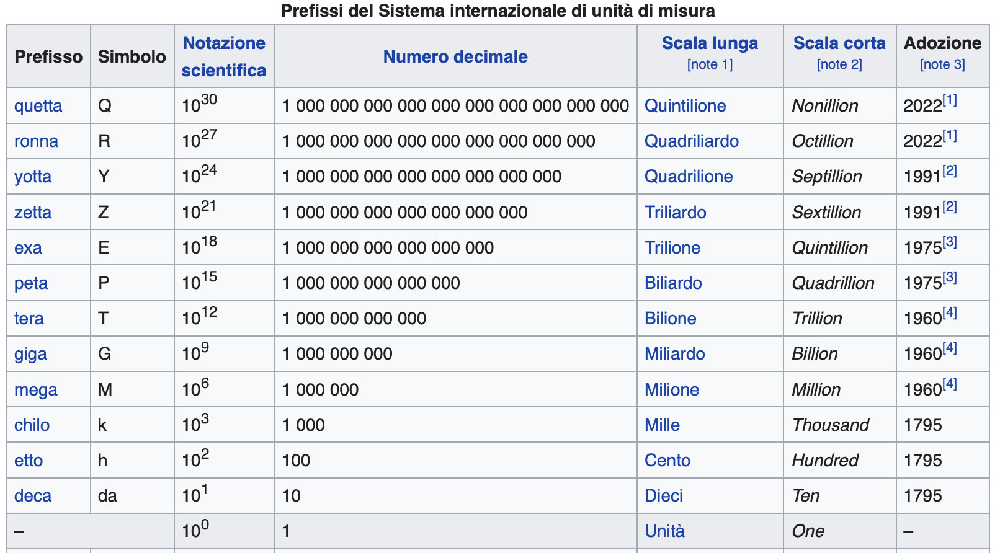 Prefissi del Sistema internazionale di unità di misura
Prefisso Simbolo Notazione scientifica Numero decimale Scala lunga [note 1] Scala corta [note 2] Adozione [note 3]
quetta Q 10^30 1 000 000 000 000 000 000 000 000 000 000 Quintilione Nonillion 2022[1]
ronna R 10^27 1 000 000 000 000 000 000 000 000 000 Quadriliardo Octillion 2022[1]
yotta Y 10^24 1 000 000 000 000 000 000 000 000 Quadrilione Septillion 1991[2]
zetta Z 10^21 1 000 000 000 000 000 000 000 Triliardo Sextillion 1991[2]
exa E 10^18 1 000 000 000 000 000 000 Trilione Quintillion 1975[3]
peta P 10^15 1 000 000 000 000 000 Biliardo Quadrillion 1975[3]
tera T 10^12 1 000 000 000 000 Bilione Trillion 1960[4]
giga G 10^9 1 000 000 000 Miliardo Billion 1960[4]
mega M 10^6 1 000 000 Milione Million 1960[4]
chilo k 10^3 1 000 Mille Thousand 1795
etto h 10^2 100 Cento Hundred 1795
deca da 10^1 10 Dieci Ten 1795
– 10^0 1 Unità One –